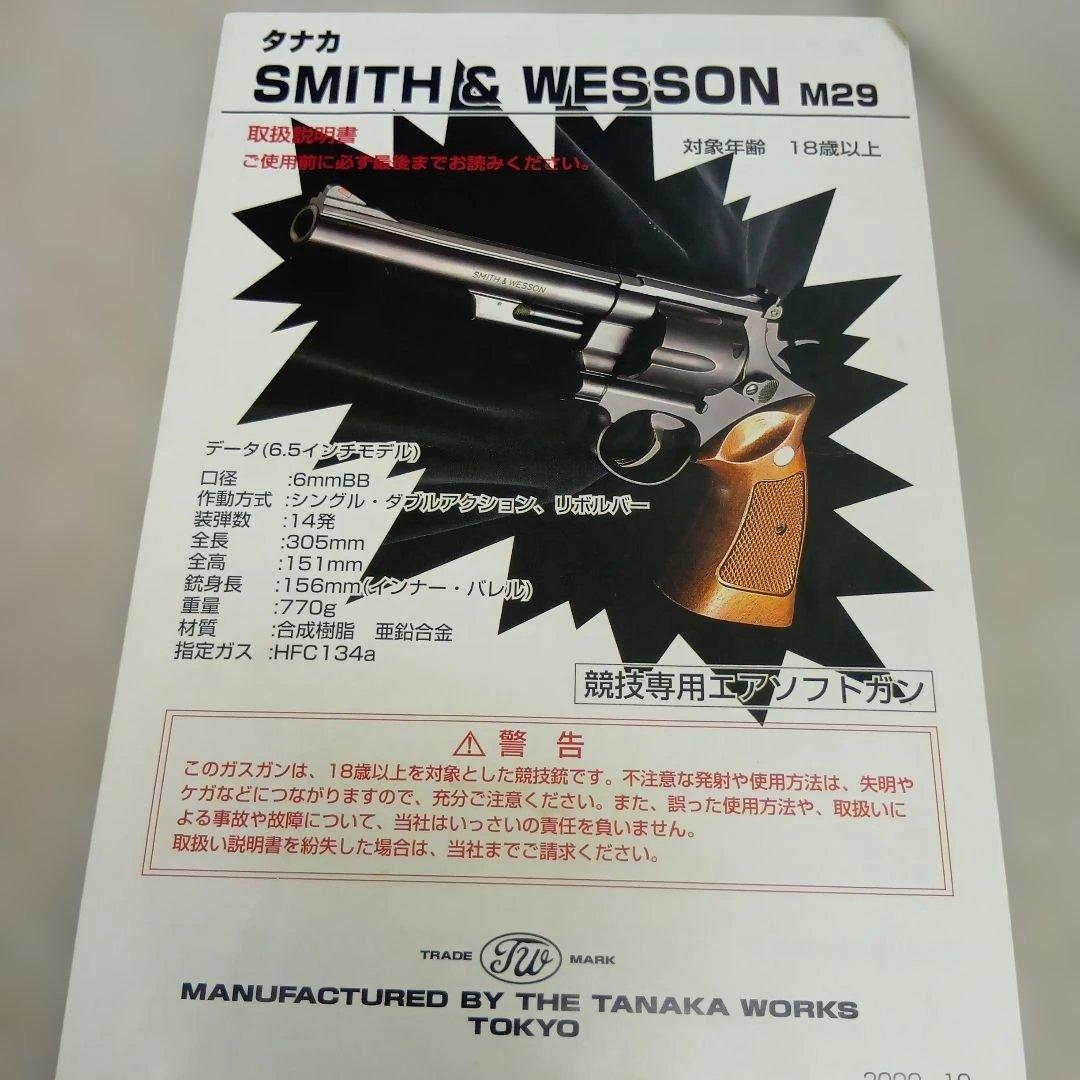 タナカ
SMITH & WESSON M29
取扱説明書
ご使用前に必ず最後までお読みください。
対象年齢 18歳以上
SMITH & WESSON
データ(6.5インチモデル)
口径 :6mmBB
作動方式 :シングル・ダブルアクション、リボルバー
装弾数 :14発
全長 :305mm
全高 :151mm
銃身長 :156mm(インナー・バレル)
重量 :770g
材質 :合成樹脂 亜鉛合金
指定ガス :HFC134a
競技専用エアソフトガン
⚠ 警 告
このガスガンは、18歳以上を対象とした競技銃です。不注意な発射や使用方法は、失明や
ケガなどにつながりますので、充分ご注意ください。また、誤った使用方法や、取扱いに
よる事故や故障について、当社はいっさいの責任を負いません。
取扱い説明書を紛失した場合は、当社までご請求ください。
TRADE TW MARK
MANUFACTURED BY THE TANAKA WORKS
TOKYO